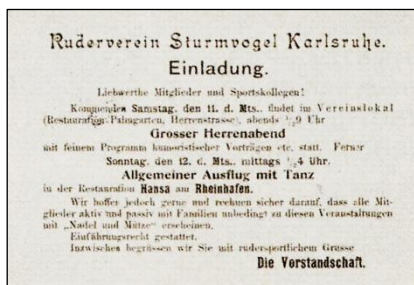 Ruderverein Sturmvogel Karlsruhe.
Einladung.
Liebwerthe Mitglieder und Sportskollegen!
Kommenden Samstag, den 11. d. Mts., findet im Vereinslokal
(Restauration Palmgarten, Herrenstrasse), abends ½9 Uhr
Grosser Herrenabend
mit feinem Programm humoristischer Vorträgen etc. statt. Ferner
Sonntag, den 12. d. Mts., mittags ½4 Uhr.
Allgemeiner Ausflug mit Tanz
in der Restauration Hansa am Rheinhafen.
Wir hoffen jedoch gerne und rechnen sicher darauf, dass alle Mit-
glieder aktiv und passiv mit Familien unbedingt zu diesen Veranstaltungen
mit „Nadel und Mütze" erscheinen.
Einführungsrecht gestattet.
Inzwischen begrüssen wir Sie mit rudersportlichem Grusse
Die Vorstandschaft.